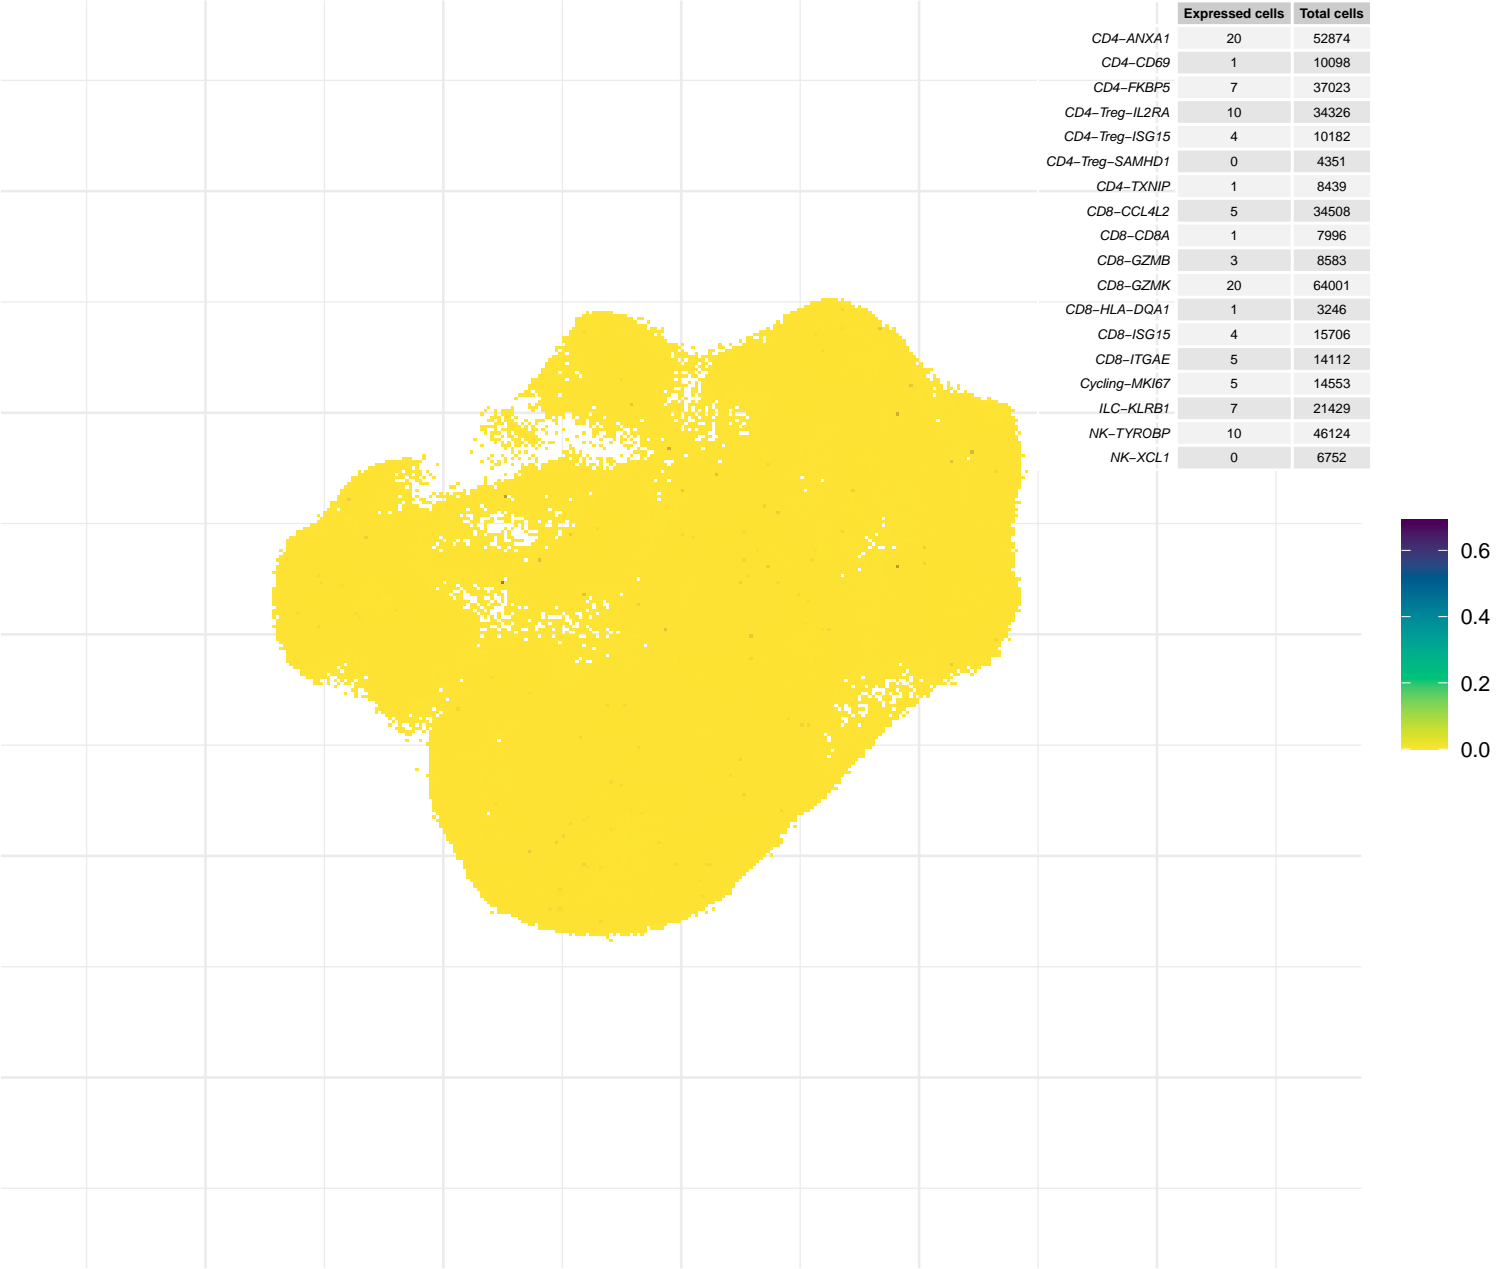 Expressed cells Total cells
CD4−ANXA1 20 52874
CD4−CD69 1 10098
CD4−FKBP5 7 37023
CD4−Treg−IL2RA 10 34326
CD4−Treg−ISG15 4 10182
CD4−Treg−SAMHD1 0 4351
CD4−TXNIP 1 8439
CD8−CCL4L2 5 34508
CD8−CD8A 1 7996
CD8−GZMB 3 8583
CD8−GZMK 20 64001
CD8−HLA−DQA1 1 3246
CD8−ISG15 4 15706
CD8−ITGAE 5 14112
Cycling−MKI67 5 14553
ILC−KLRB1 7 21429
NK−TYROBP 10 46124
NK−XCL1 0 6752
0.6
0.4
0.2
0.0